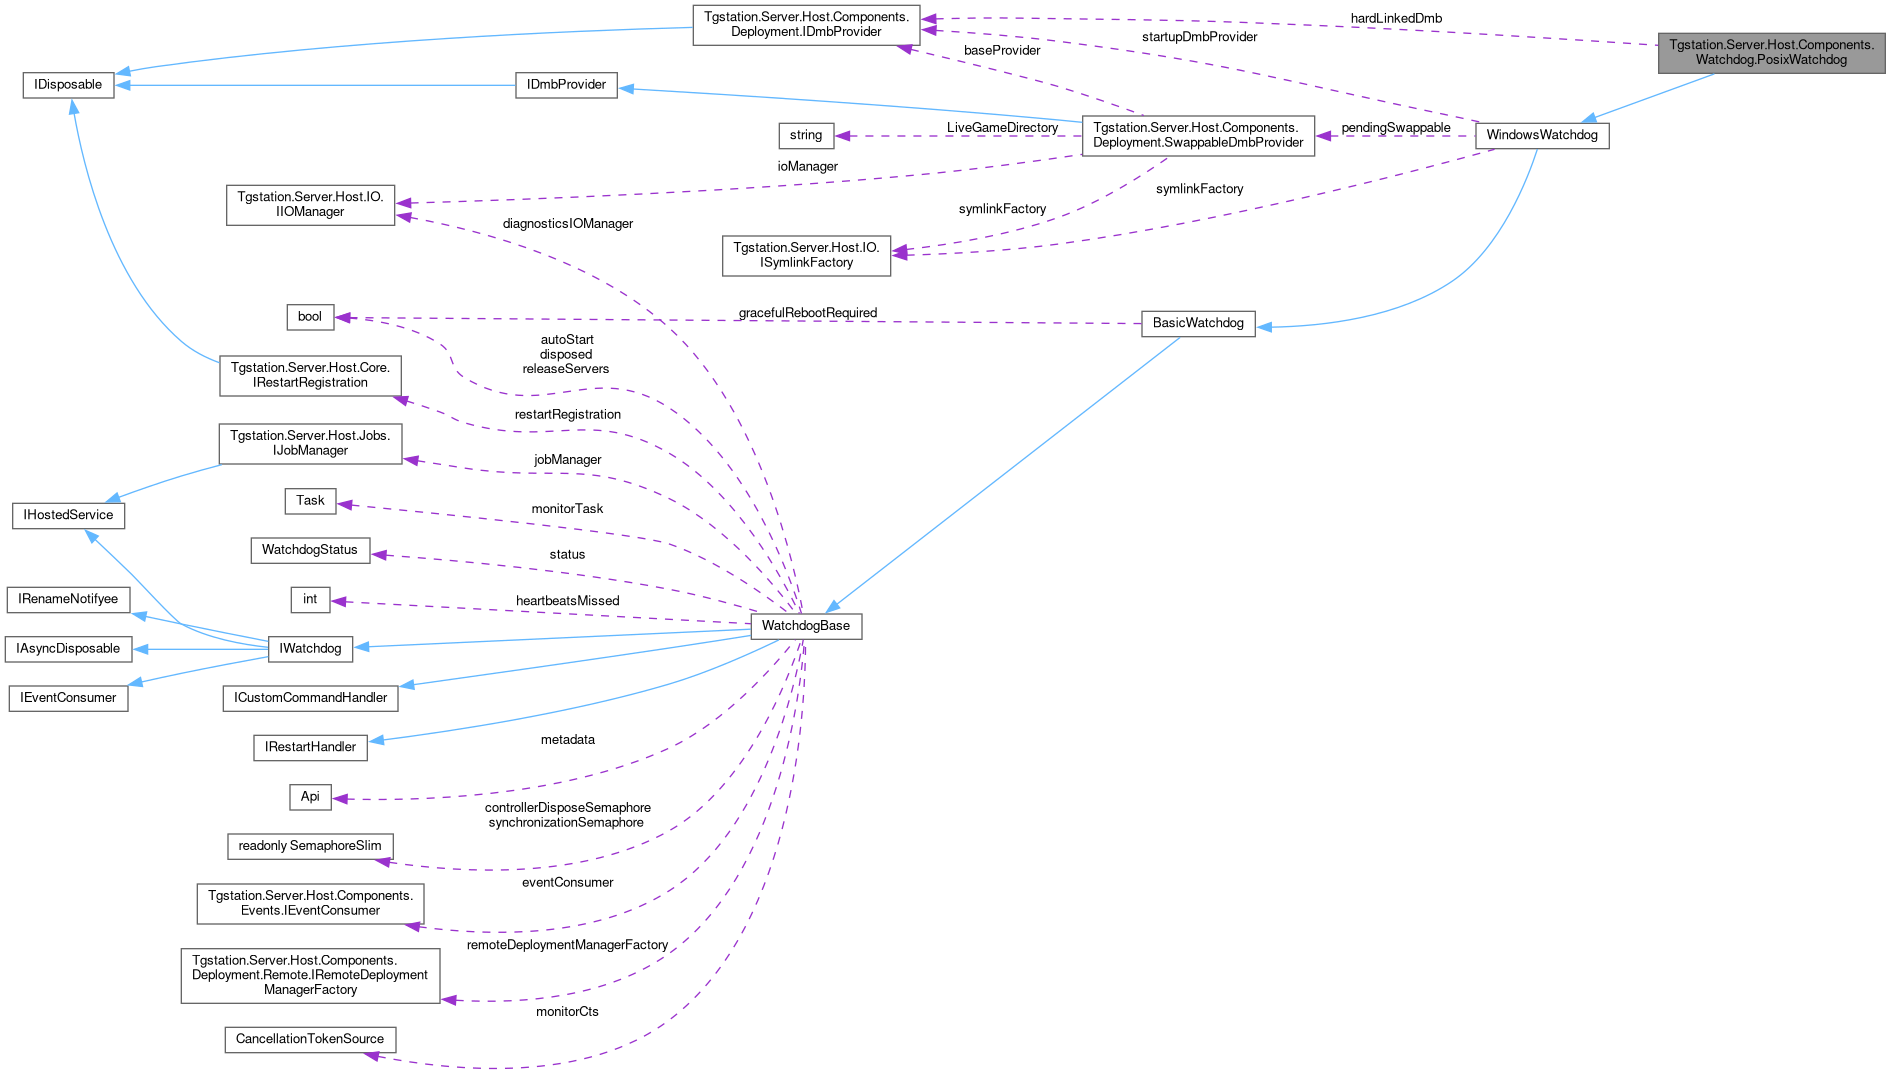 Tgstation.Server.Host.Components.
Deployment.IDmbProvider
hardLinkedDmb
startupDmbProvider
baseProvider
Tgstation.Server.Host.Components.
Watchdog.PosixWatchdog
IDisposable
IDmbProvider
string
LiveGameDirectory
Tgstation.Server.Host.Components.
Deployment.SwappableDmbProvider
pendingSwappable
WindowsWatchdog
ioManager
Tgstation.Server.Host.IO.
IIOManager
diagnosticsIOManager
symlinkFactory
symlinkFactory
Tgstation.Server.Host.IO.
ISymlinkFactory
bool
gracefulRebootRequired
BasicWatchdog
autoStart
disposed
releaseServers
Tgstation.Server.Host.Core.
IRestartRegistration
restartRegistration
Tgstation.Server.Host.Jobs.
IJobManager
jobManager
Task
monitorTask
IHostedService
WatchdogStatus
status
int
heartbeatsMissed
IRenameNotifyee
WatchdogBase
IAsyncDisposable
IWatchdog
IEventConsumer
ICustomCommandHandler
IRestartHandler
metadata
Api
controllerDisposeSemaphore
synchronizationSemaphore
readonly SemaphoreSlim
eventConsumer
Tgstation.Server.Host.Components.
Events.IEventConsumer
remoteDeploymentManagerFactory
Tgstation.Server.Host.Components.
Deployment.Remote.IRemoteDeployment
ManagerFactory
monitorCts
CancellationTokenSource